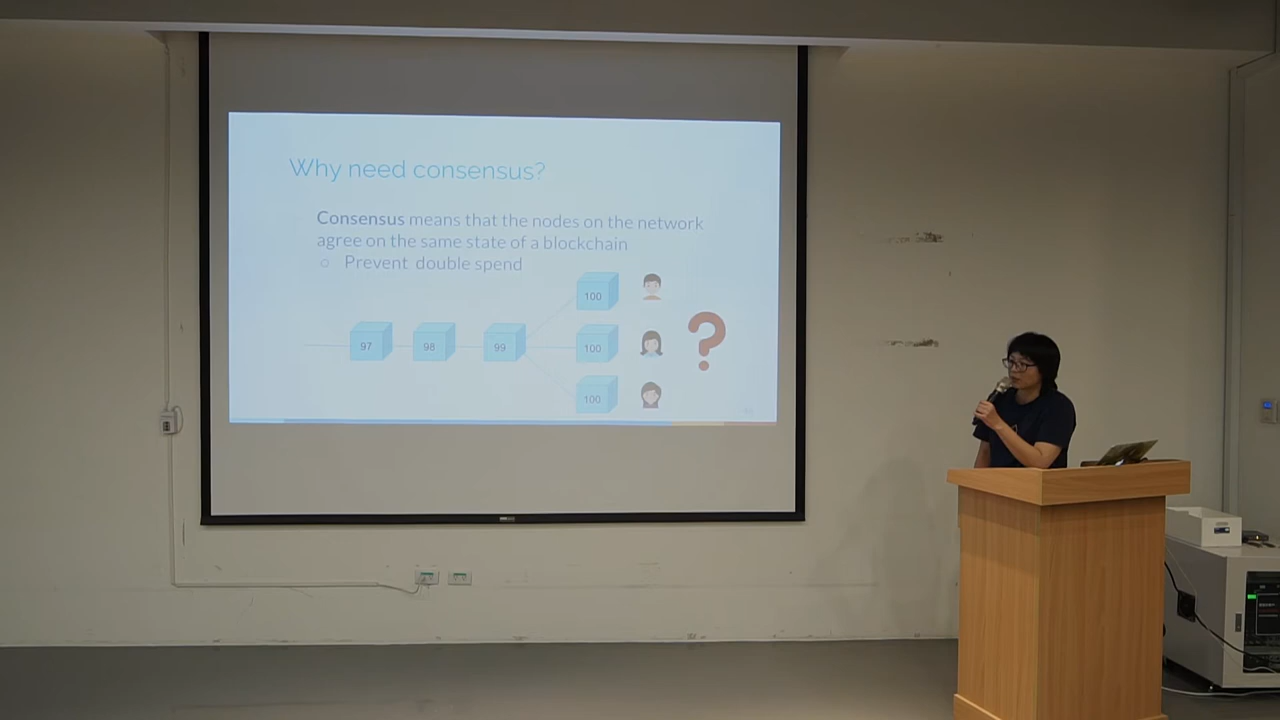 Why need consensus?
Consensus means that the nodes on the network
agree on the same state of a blockchain
○ Prevent double spend
100
97 98 99 100
100
?